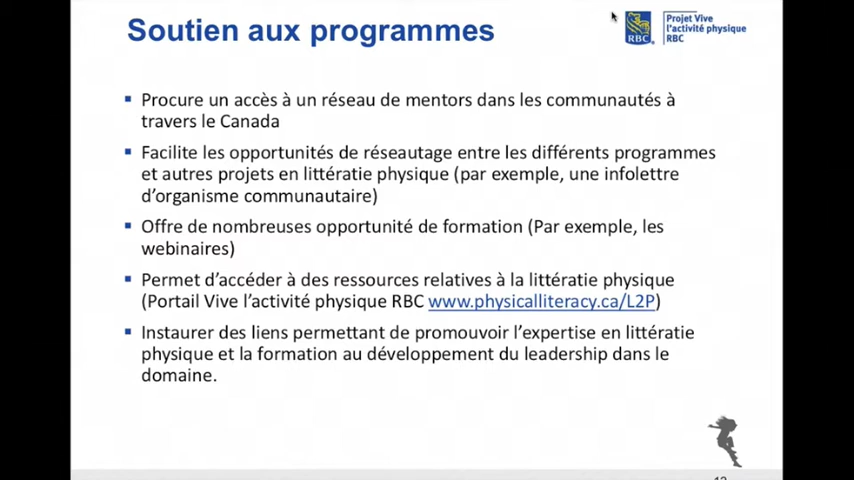 Soutien aux programmes
RBC
Projet Vive
l'activité physique
RBC
Procure un accès à un réseau de mentors dans les communautés à
travers le Canada
Facilite les opportunités de réseautage entre les différents programmes
et autres projets en littératie physique (par exemple, une infolettre
d'organisme communautaire)
Offre de nombreuses opportunité de formation (Par exemple, les
webinaires)
Permet d'accéder à des ressources relatives à la littératie physique
(Portail Vive l'activité physique RBC www.physicalliteracy.ca/L2P)
Instaurer des liens permettant de promouvoir l'expertise en littératie
physique et la formation au développement du leadership dans le
domaine.